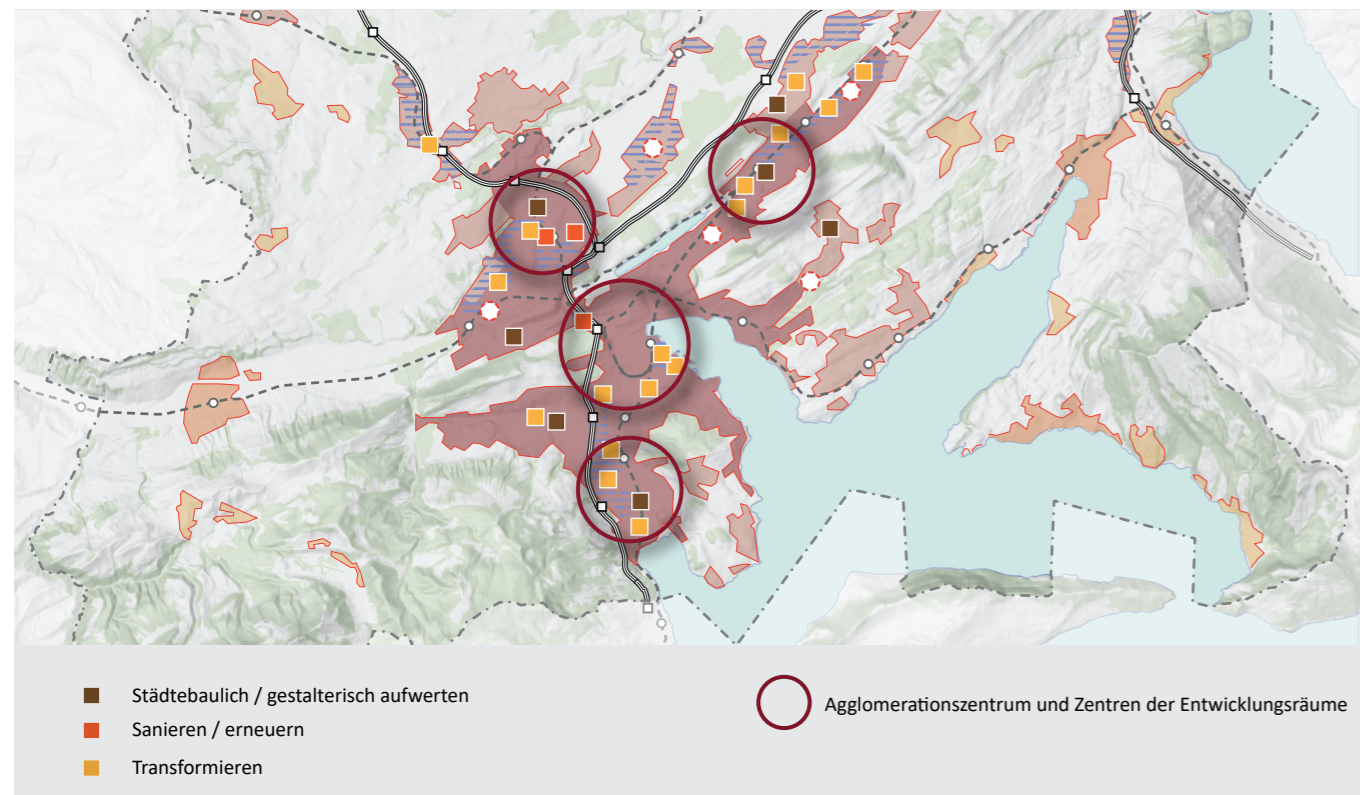 Städtebaulich / gestalterisch aufwerten
Sanieren / erneuern
Transformieren
Agglomerationszentrum und Zentren der Entwicklungsräume